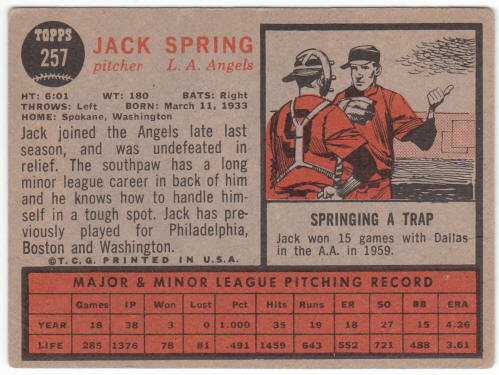 TOPPS
257
JACK SPRING
pitcher L. A. Angels
HT: 6:01 WT: 180 BATS: Right
THROWS: Left BORN: March 11, 1933
HOME: Spokane, Washington
Jack joined the Angels late last
season, and was undefeated in
relief. The southpaw has a long
minor league career in back of him
and he knows how to handle him-
self in a tough spot. Jack has pre-
viously played for Philadelphia,
Boston and Washington.
© T. C. G. PRINTED IN U.S.A.
SPRINGING A TRAP
Jack won 15 games with Dallas
in the A.A. in 1959.
MAJOR & MINOR LEAGUE PITCHING RECORD
Games IP Won Lost Pct Hits Runs ER SO BB ERA
YEAR 18 38 3 0 1.000 35 19 18 27 15 4.26
LIFE 285 1376 78 81 .491 1459 643 552 721 488 3.61